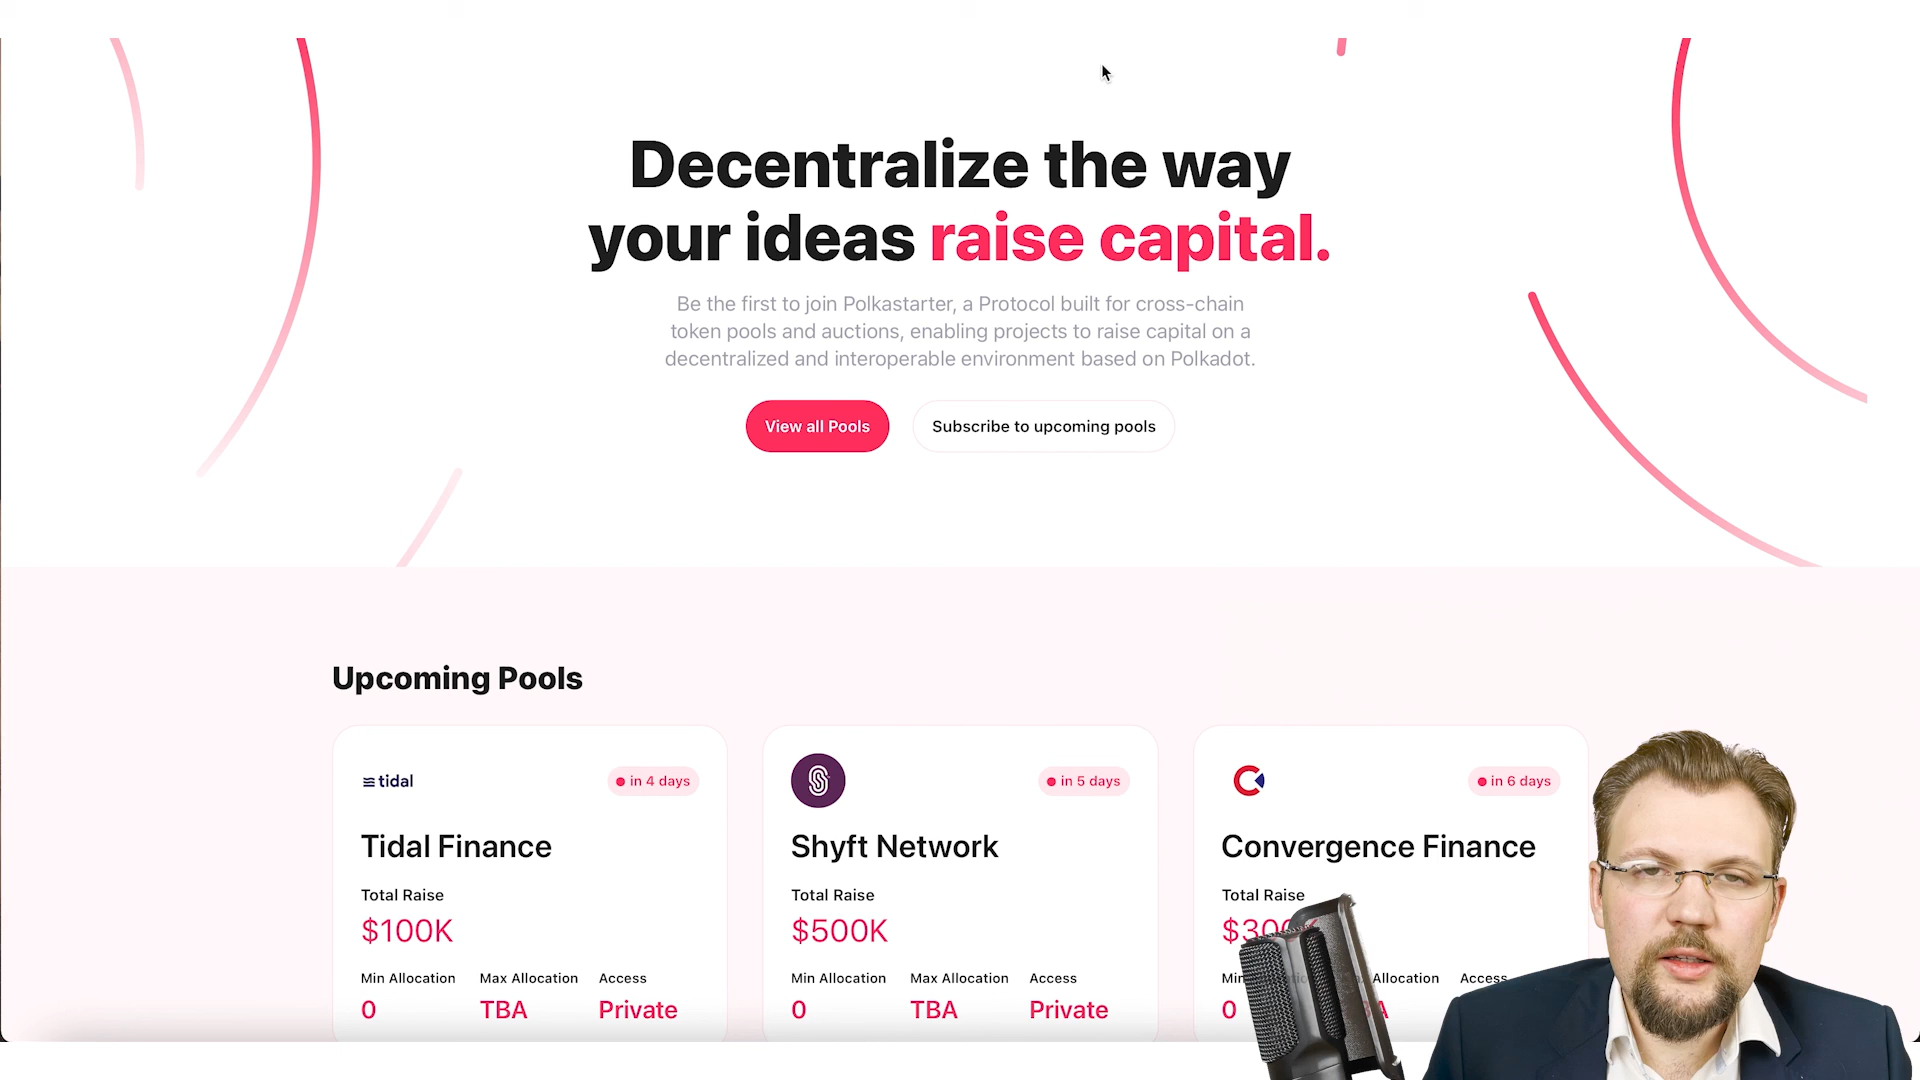 Decentralize the way
your ideas raise capital.
Be the first to join Polkastarter, a Protocol built for cross-chain
token pools and auctions, enabling projects to raise capital on a
decentralized and interoperable environment based on Polkadot.
View all Pools
Subscribe to upcoming pools
Upcoming Pools
tidal
in 4 days
Tidal Finance
Total Raise
$100K
Min Allocation Max Allocation Access
0 TBA Private
in 5 days
Shyft Network
Total Raise
$500K
Min Allocation Max Allocation Access
0 TBA Private
in 6 days
Convergence Finance
Total Raise
Min Allocation Access
0